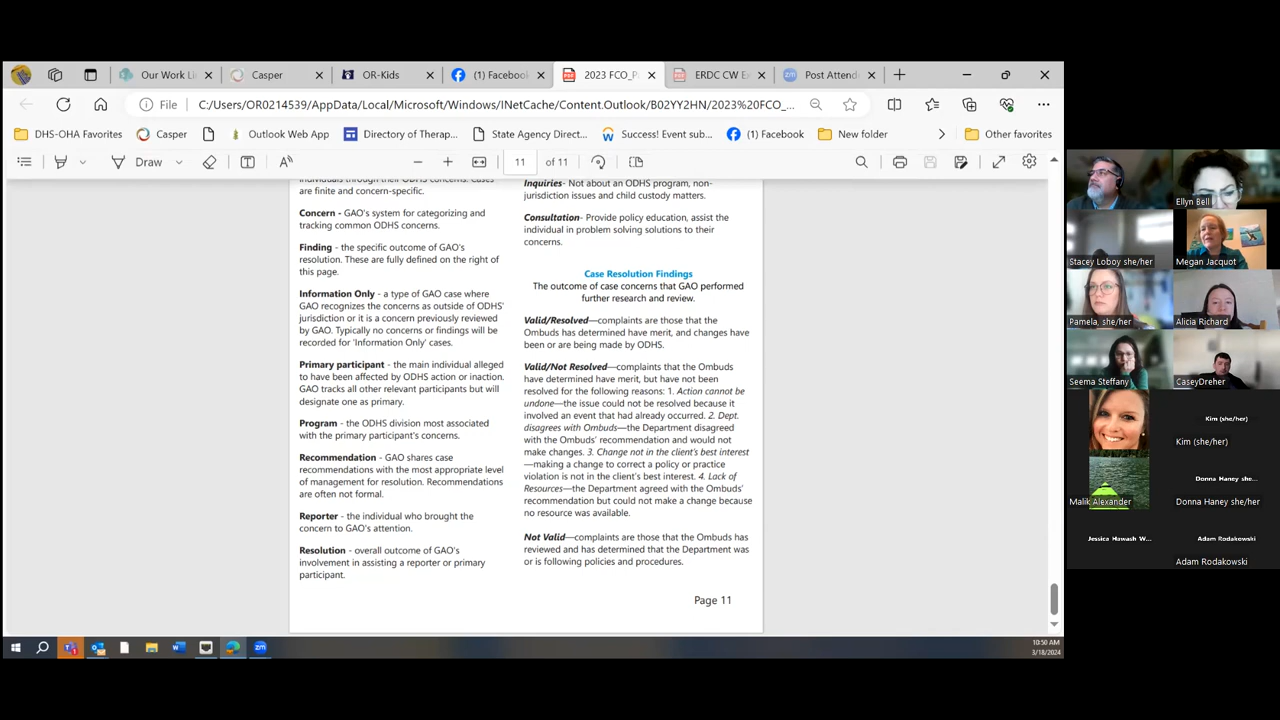 Our Work Li
Casper
OR-Kids
(1) Facebook
2023 FCO_P
ERDC CW Ex
Post Attend
File
C:/Users/OR0214539/AppData/Local/Microsoft/Windows/INetCache/Content.Outlook/B02YY2HN/2023%20FCO_...
DHS-OHA Favorites
Casper
Outlook Web App
Directory of Therap...
State Agency Direct...
Success! Event sub...
(1) Facebook
New folder
Other favorites
Draw
11
of 11
individuals through their ODHS concerns. Cases
are finite and concern-specific.
Concern - GAO's system for categorizing and
tracking common ODHS concerns.
Finding - the specific outcome of GAO's
resolution. These are fully defined on the right of
this page.
Information Only - a type of GAO case where
GAO recognizes the concerns as outside of ODHS'
jurisdiction or it is a concern previously reviewed
by GAO. Typically no concerns or findings will be
recorded for 'Information Only' cases.
Primary participant - the main individual alleged
to have been affected by ODHS action or inaction.
GAO tracks all other relevant participants but will
designate one as primary.
Program - the ODHS division most associated
with the primary participant's concerns.
Recommendation - GAO shares case
recommendations with the most appropriate level
of management for resolution. Recommendations
are often not formal.
Reporter - the individual who brought the
concern to GAO's attention.
Resolution - overall outcome of GAO's
involvement in assisting a reporter or primary
participant.
Inquiries- Not about an ODHS program, non-
jurisdiction issues and child custody matters.
Consultation- Provide policy education, assist the
individual in problem solving solutions to their
concerns.
Case Resolution Findings
The outcome of case concerns that GAO performed
further research and review.
Valid/Resolved—complaints are those that the
Ombuds has determined have merit, and changes have
been or are being made by ODHS.
Valid/Not Resolved—complaints that the Ombuds
have determined have merit, but have not been
resolved for the following reasons: 1. Action cannot be
undone—the issue could not be resolved because it
involved an event that had already occurred. 2. Dept.
disagrees with Ombuds—the Department disagreed
with the Ombuds' recommendation and would not
make changes. 3. Change not in the client's best interest
—making a change to correct a policy or practice
violation is not in the client's best interest. 4. Lack of
Resources—the Department agreed with the Ombuds'
recommendation but could not make a change because
no resource was available.
Not Valid—complaints are those that the Ombuds has
reviewed and has determined that the Department was
or is following policies and procedures.
Page 11
10:50 AM
3/18/2024
Ellyn Bell
Stacey Loboy she/her
Megan Jacquot
Pamela, she/her
Alicia Richard
Seema Steffany
CaseyDreher
Kim (she/her)
Kim (she/her)
Malik Alexander
Donna Haney she/...
Donna Haney she/her
Jessica Hawash W...
Adam Rodakowski
Adam Rodakowski